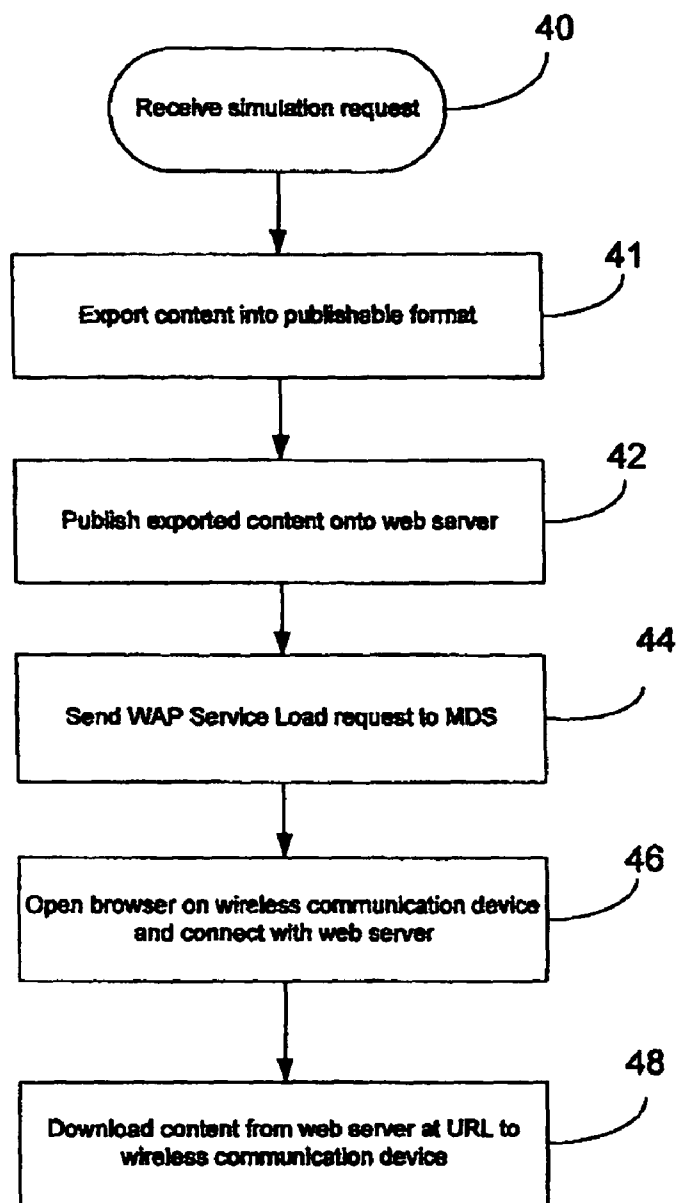 40
Receive simulation request
41
Export content into publishable format
42
Publish exported content onto web server
44
Send WAP Service Load request to MDS
46
Open browser on wireless communication device
and connect with web server
48
Download content from web server at URL to
wireless communication device